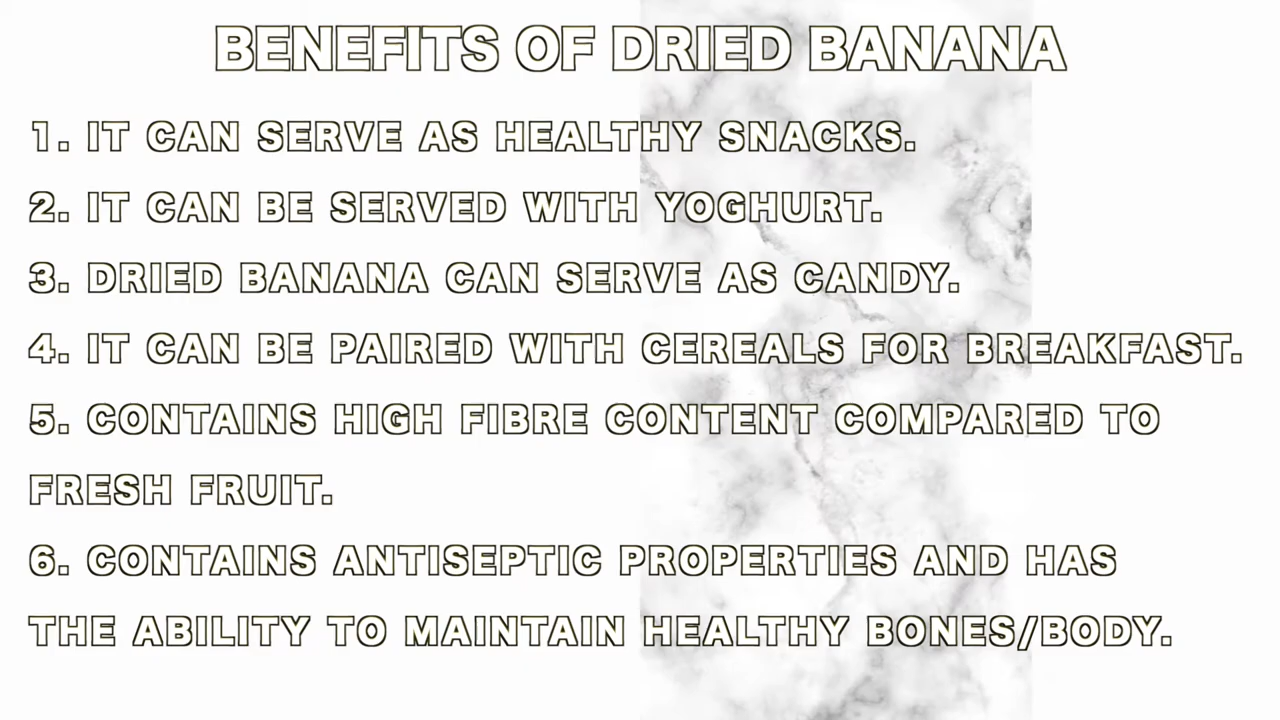 BENEFITS OF DRIED BANANA
1. IT CAN SERVE AS HEALTHY SNACKS.
2. IT CAN BE SERVED WITH YOGHURT.
3. DRIED BANANA CAN SERVE AS CANDY.
4. IT CAN BE PAIRED WITH CEREALS FOR BREAKFAST.
5. CONTAINS HIGH FIBRE CONTENT COMPARED TO
FRESH FRUIT.
6. CONTAINS ANTISEPTIC PROPERTIES AND HAS
THE ABILITY TO MAINTAIN HEALTHY BONES/BODY.